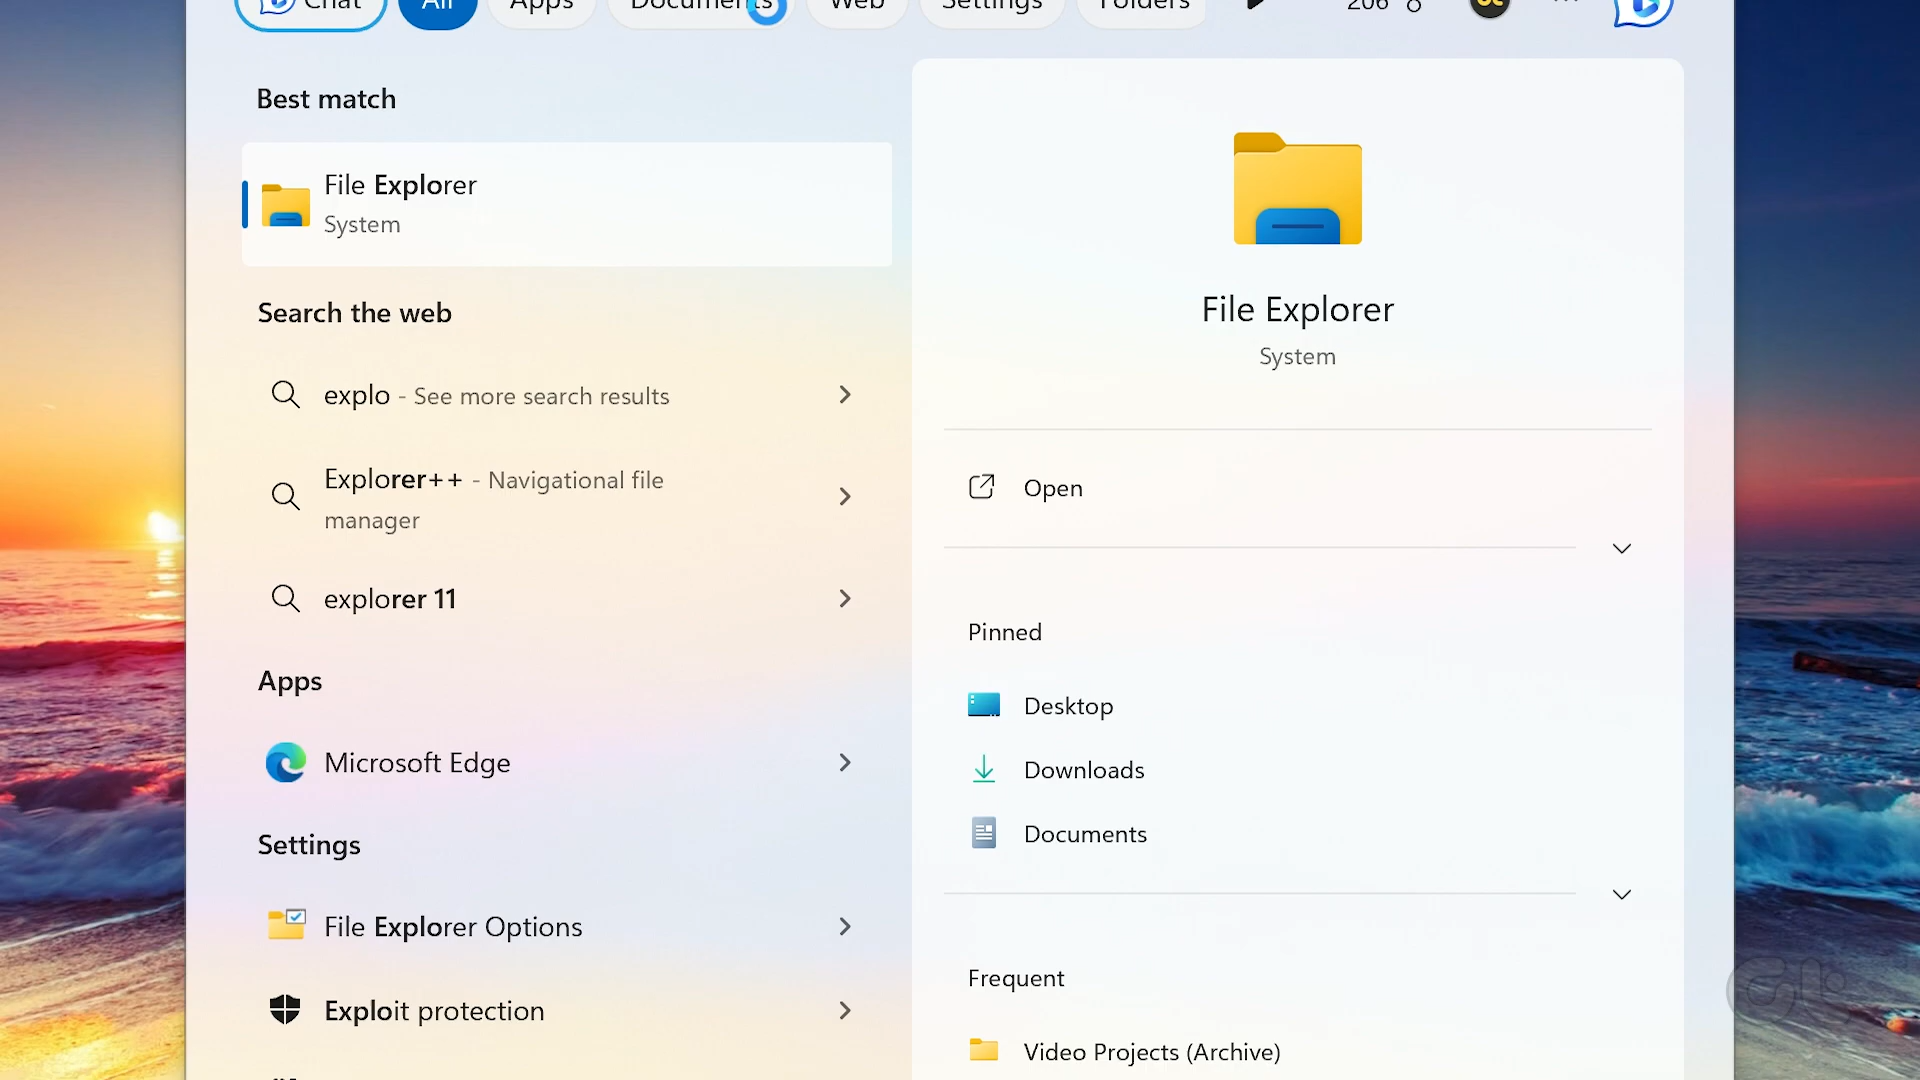 Chat All Apps Documents Web Settings Folders 206
Best match
File Explorer
System
Search the web
explo - See more search results
Explorer++ - Navigational file
manager
explorer 11
Apps
Microsoft Edge
Settings
File Explorer Options
Exploit protection
File Explorer
System
Open
Pinned
Desktop
Downloads
Documents
Frequent
Video Projects (Archive)